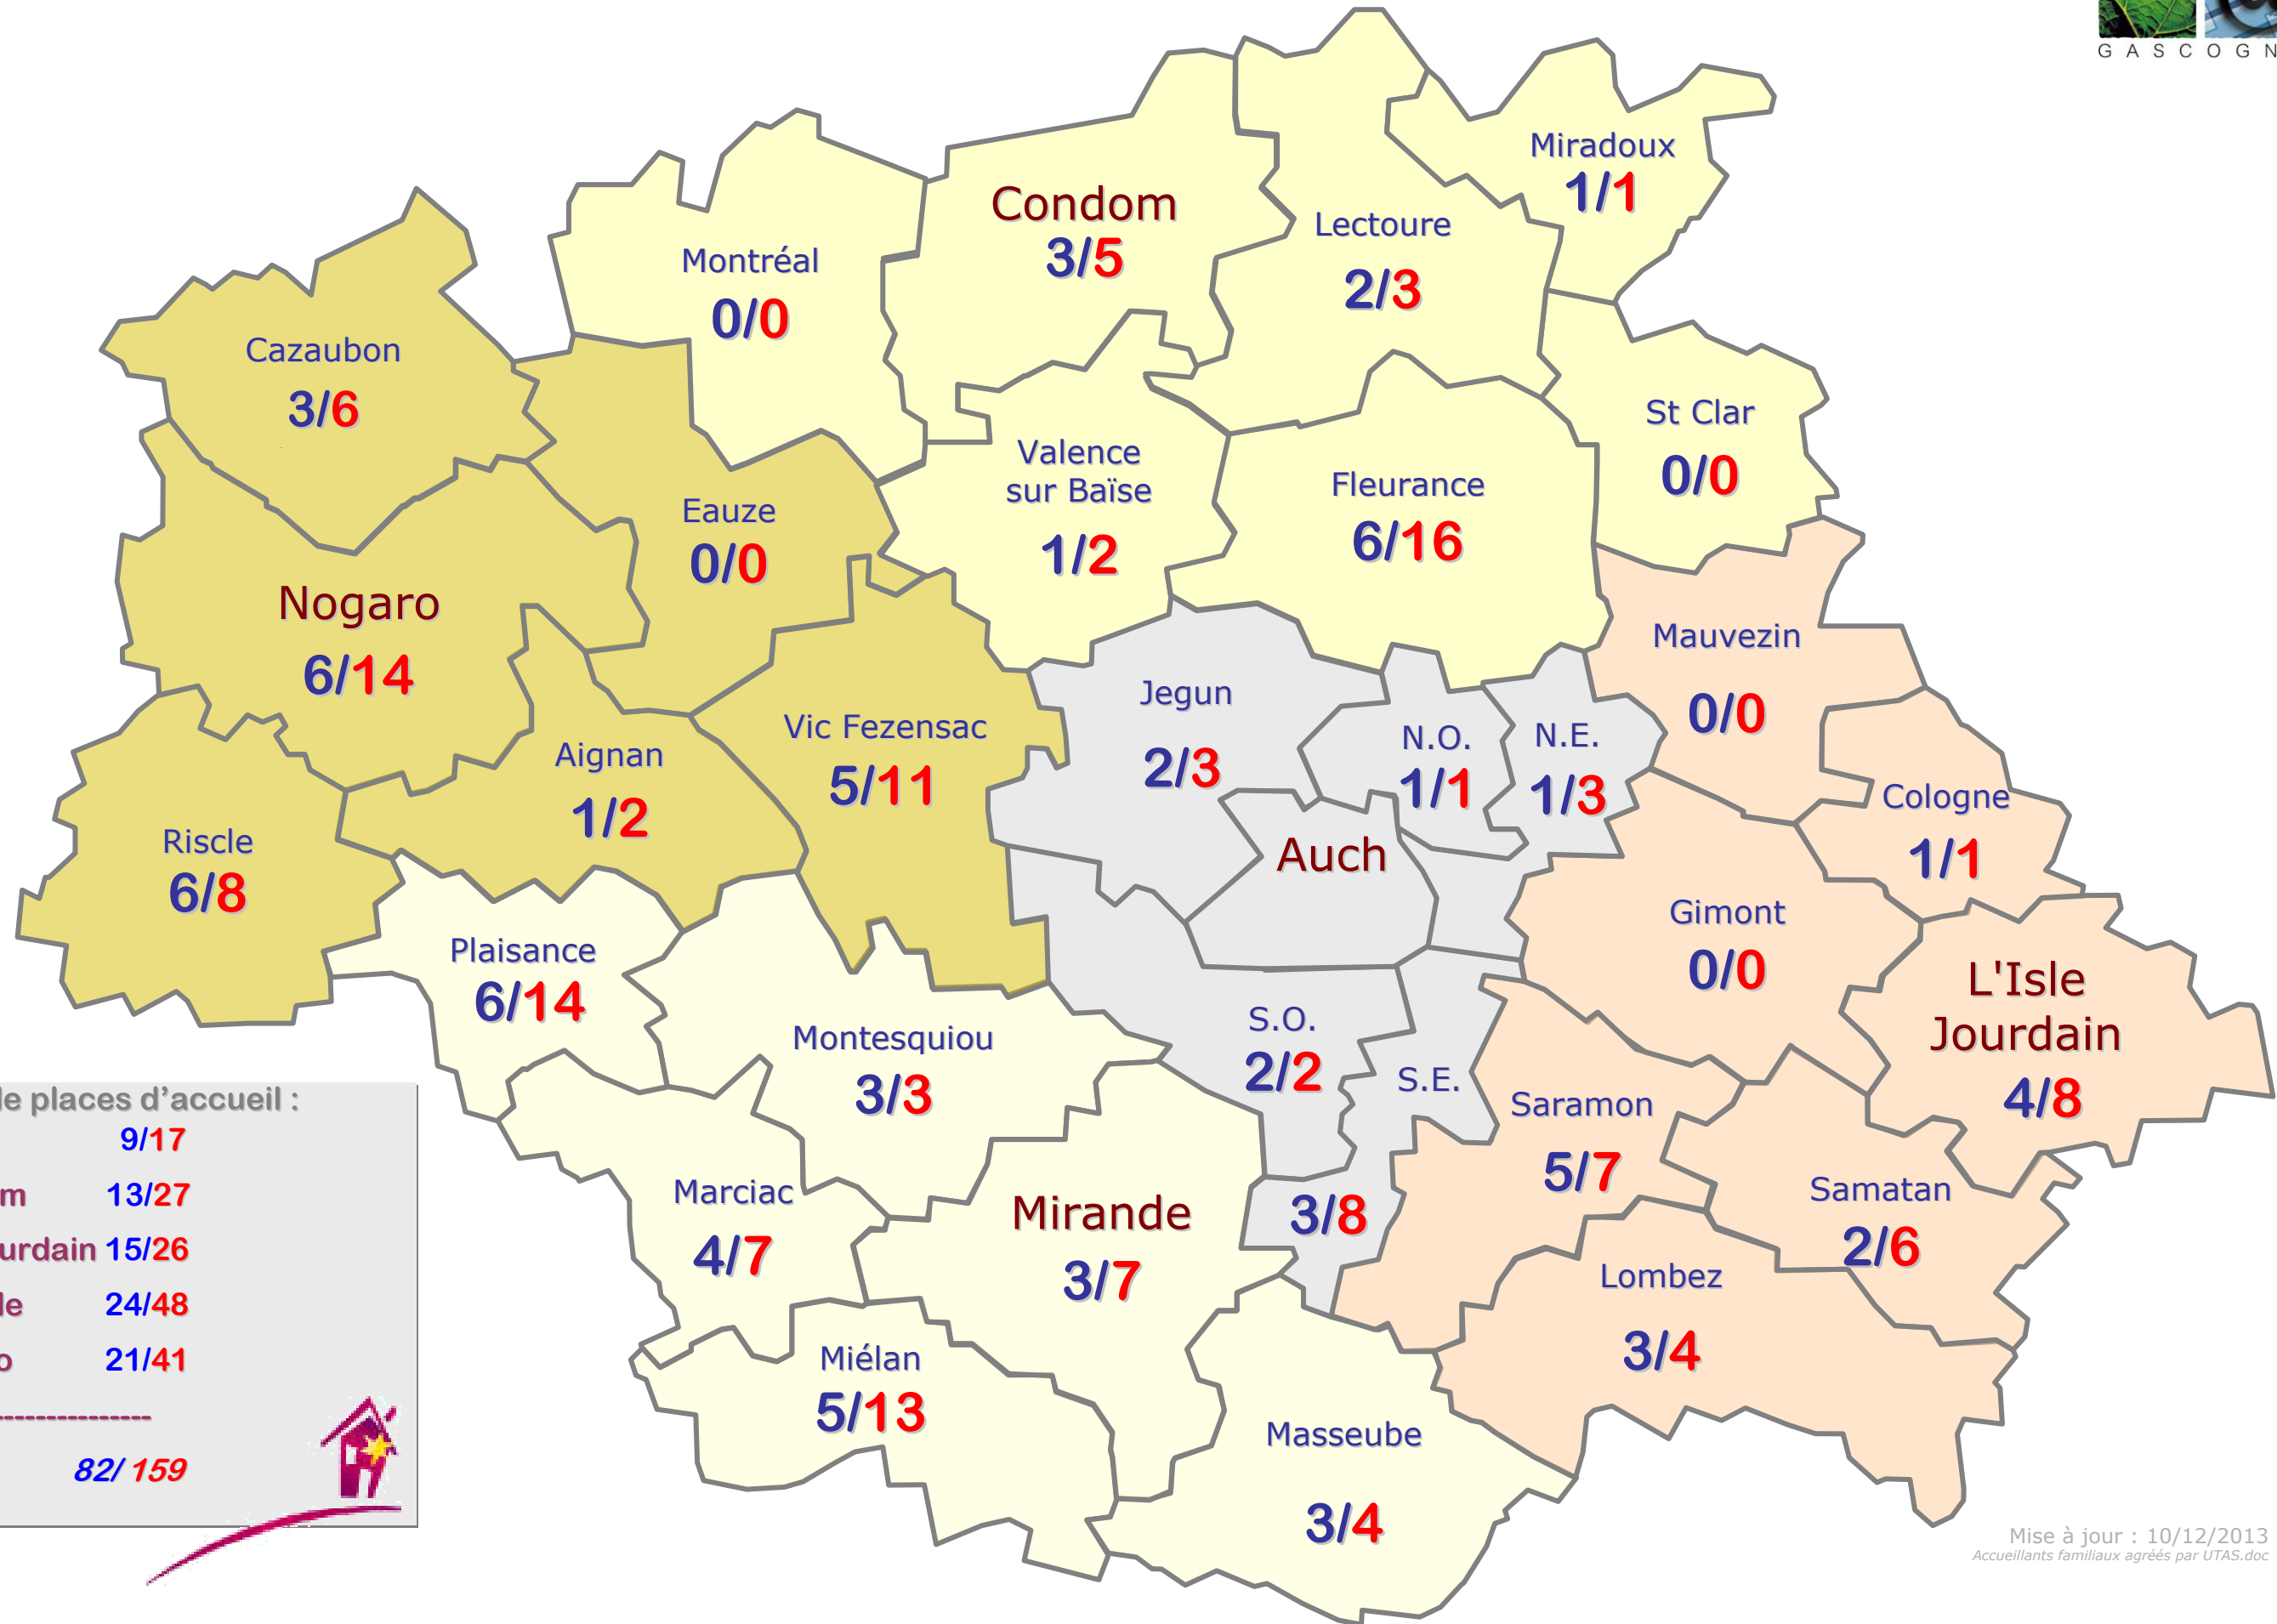 GASCOGN
Miradoux
1/1
Condom
3/5
Lectoure
2/3
Montréal
0/0
Cazaubon
3/6
St Clar
0/0
Valence
sur Baïse
1/2
Fleurance
6/16
Eauze
0/0
Nogaro
6/14
Mauvezin
0/0
Jegun
2/3
N.O.
1/1
N.E.
1/3
Vic Fezensac
5/11
Aignan
1/2
Cologne
1/1
Riscle
6/8
Auch
Gimont
0/0
Plaisance
6/14
L'Isle
Jourdain
4/8
Montesquiou
3/3
S.O.
2/2
S.E.
3/8
Saramon
5/7
Samatan
2/6
Marciac
4/7
Mirande
3/7
Lombez
3/4
Miélan
5/13
Masseube
3/4
le places d'accueil :
9/17
m 13/27
urdain 15/26
le 24/48
o 21/41
---------------
82/ 159
Mise à jour : 10/12/2013
Accueillants familiaux agréés par UTAS.doc